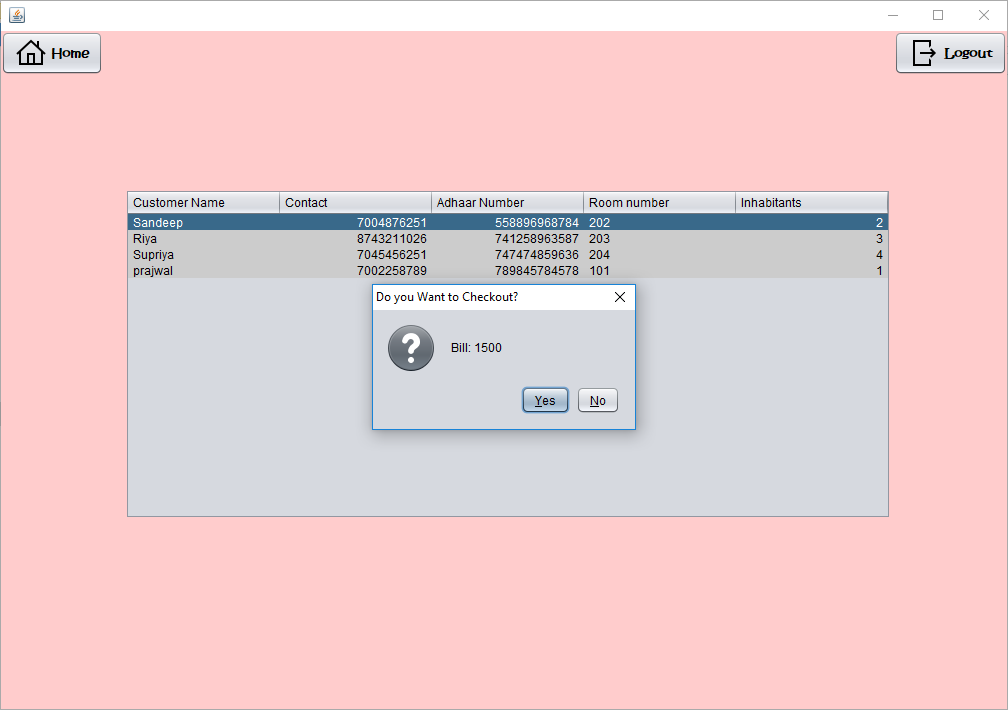 Home
Logout
Customer Name Contact Adhaar Number Room number Inhabitants
Sandeep 7004876251 558896968784 202 2
Riya 8743211026 741258963587 203 3
Supriya 7045456251 747474859636 204 4
prajwal 7002258789 789845784578 101 1
Do you Want to Checkout?
Bill: 1500
Yes No